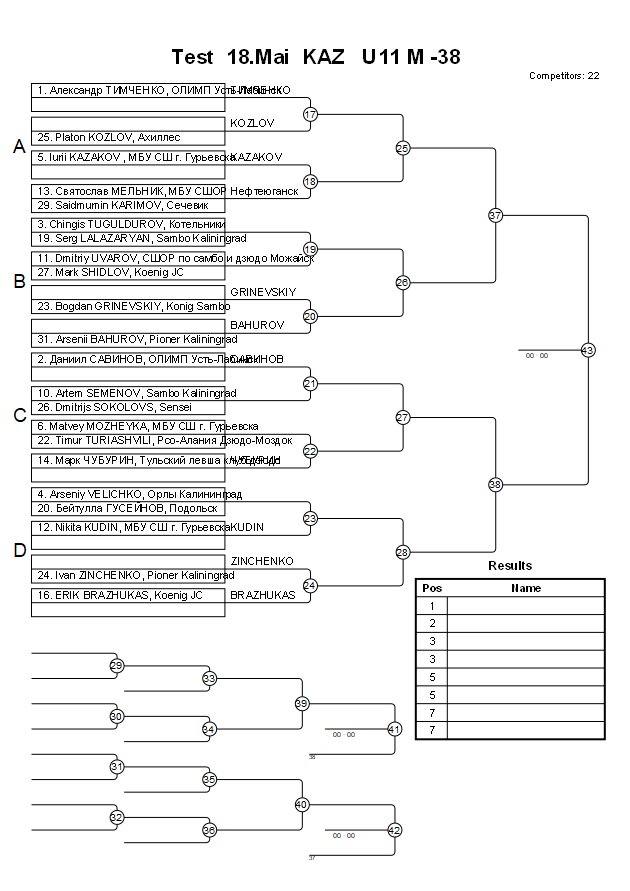 Test 18.Mai KAZ U11 M -38
Competitors: 22
A
1. Александр ТИМЧЕНКО, ОЛИМП Усть-Лабинск
ТИМЧЕНКО
KOZLOV
25. Platon KOZLOV, Ахиллес
5. Iurii KAZAKOV , МБУ СШ г. Гурьевска
KAZAKOV
13. Святослав МЕЛЬНИК, МБУ СШОР Нефтеюганск
29. Saidmumin KARIMOV, Сечевик
17
18
25
B
3. Chingis TUGULDUROV, Котельники
19. Serg LALAZARYAN, Sambo Kaliningrad
11. Dmitriy UVAROV, СШОР по самбо и дзюдо Можайск
27. Mark SHIDLOV, Koenig JC
GRINEVSKIY
23. Bogdan GRINEVSKIY, Konig Sambo
BAHUROV
31. Arsenii BAHUROV, Pioner Kaliningrad
19
20
26
37
C
2. Даниил САВИНОВ, ОЛИМП Усть-Лабинск
САВИНОВ
10. Artem SEMENOV, Sambo Kaliningrad
26. Dmitrijs SOKOLOVS, Sensei
6. Matvey MOZHEYKA, МБУ СШ г. Гурьевска
22. Timur TURIASHVILI, Рсо-Алания Дзюдо-Моздок
14. Марк ЧУБУРИН, Тульский левша клуб дзюдо
ЧУБУРИН
21
22
27
43
00 00
D
4. Arseniy VELICHKO, Орлы Калининград
20. Бейтулла ГУСЕЙНОВ, Подольск
12. Nikita KUDIN, МБУ СШ г. Гурьевска
KUDIN
ZINCHENKO
24. Ivan ZINCHENKO, Pioner Kaliningrad
16. ERIK BRAZHUKAS, Koenig JC
BRAZHUKAS
23
24
28
38
Results
Pos Name
1
2
3
3
5
5
7
7
29
33
30
34
39
41
00 00
38
31
35
32
36
40
42
00 00
37